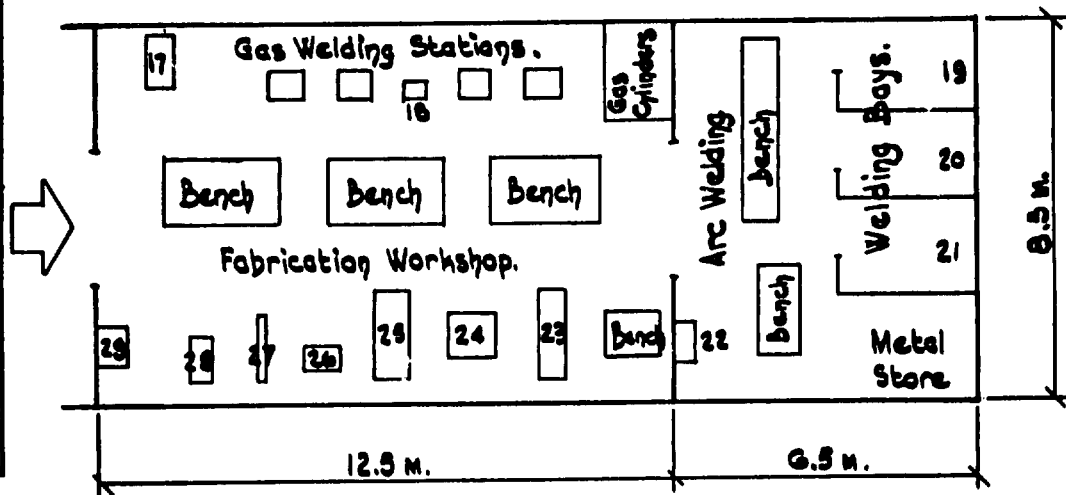 17
Gas Welding Stations.
18
Gas
Cylinders
Arc Welding
Bench
Welding Bays.
19
20
21
Bench
Bench
Bench
Fabrication Workshop.
29
28
27
26
25
24
23
Bench
22
Bench
Metal
Store
8.5 M.
12.5 M.
6.5 M.